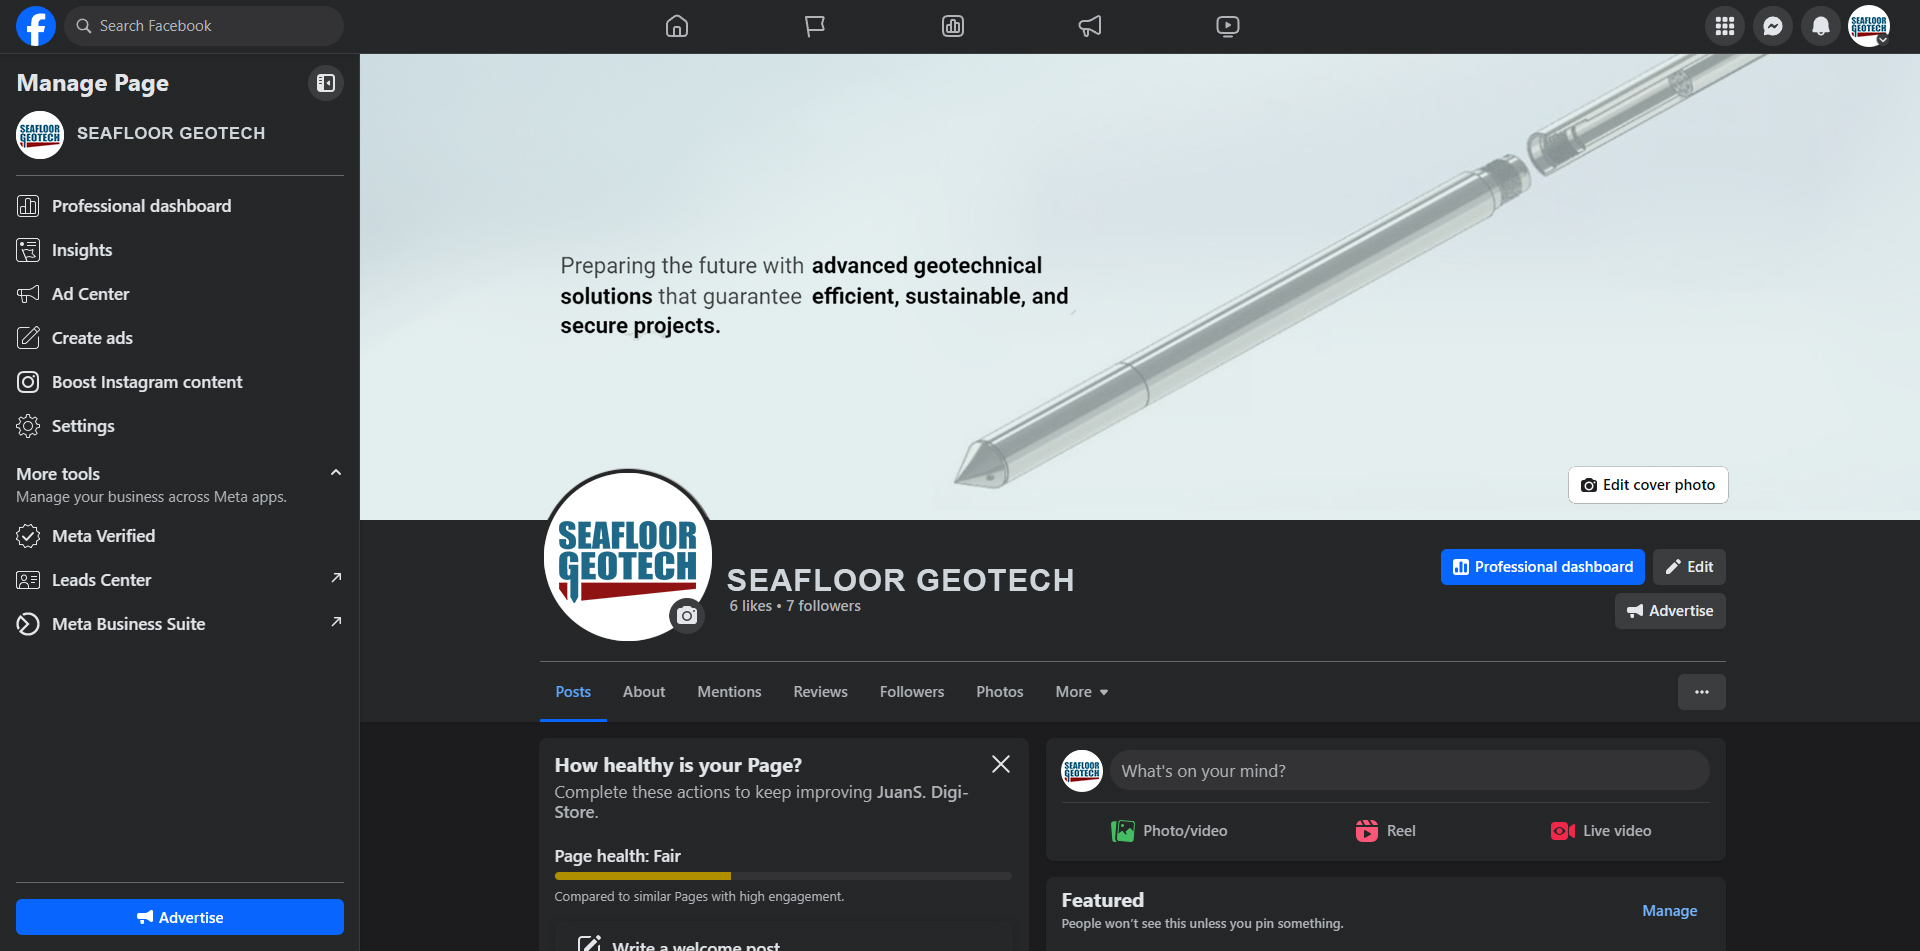 Search Facebook
SEAFLOOR
GEOTECH
Manage Page
SEAFLOOR
GEOTECH
SEAFLOOR GEOTECH
Professional dashboard
Insights
Ad Center
Create ads
Boost Instagram content
Settings
More tools
Manage your business across Meta apps.
Meta Verified
Leads Center
Meta Business Suite
Advertise
Preparing the future with advanced geotechnical
solutions that guarantee efficient, sustainable, and
secure projects.
Edit cover photo
SEAFLOOR
GEOTECH
SEAFLOOR GEOTECH
6 likes • 7 followers
Professional dashboard
Edit
Advertise
Posts
About
Mentions
Reviews
Followers
Photos
More
How healthy is your Page?
Complete these actions to keep improving JuanS. Digi-
Store.
Page health: Fair
Compared to similar Pages with high engagement.
Write a welcome post
SEAFLOOR
GEOTECH
What's on your mind?
Photo/video
Reel
Live video
Featured
People won't see this unless you pin something.
Manage